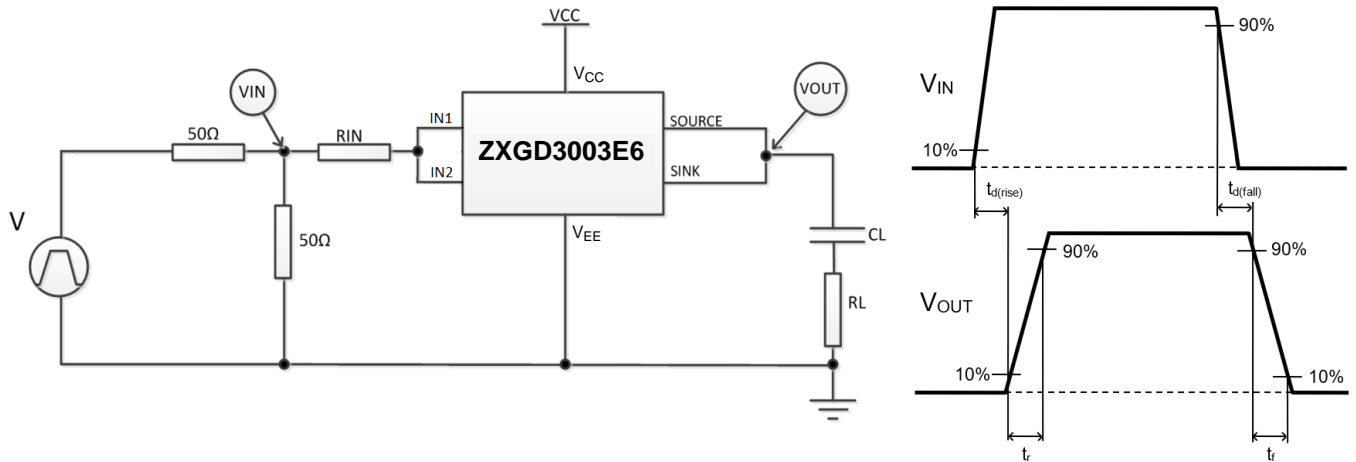 VCC
VCC
VIN
VOUT
50Ω
RIN
IN1
IN2
ZXGD3003E6
SOURCE
SINK
V
50Ω
VEE
CL
RL
VIN
90%
10%
td(rise)
td(fall)
VOUT
90%
90%
10%
10%
tr
tf